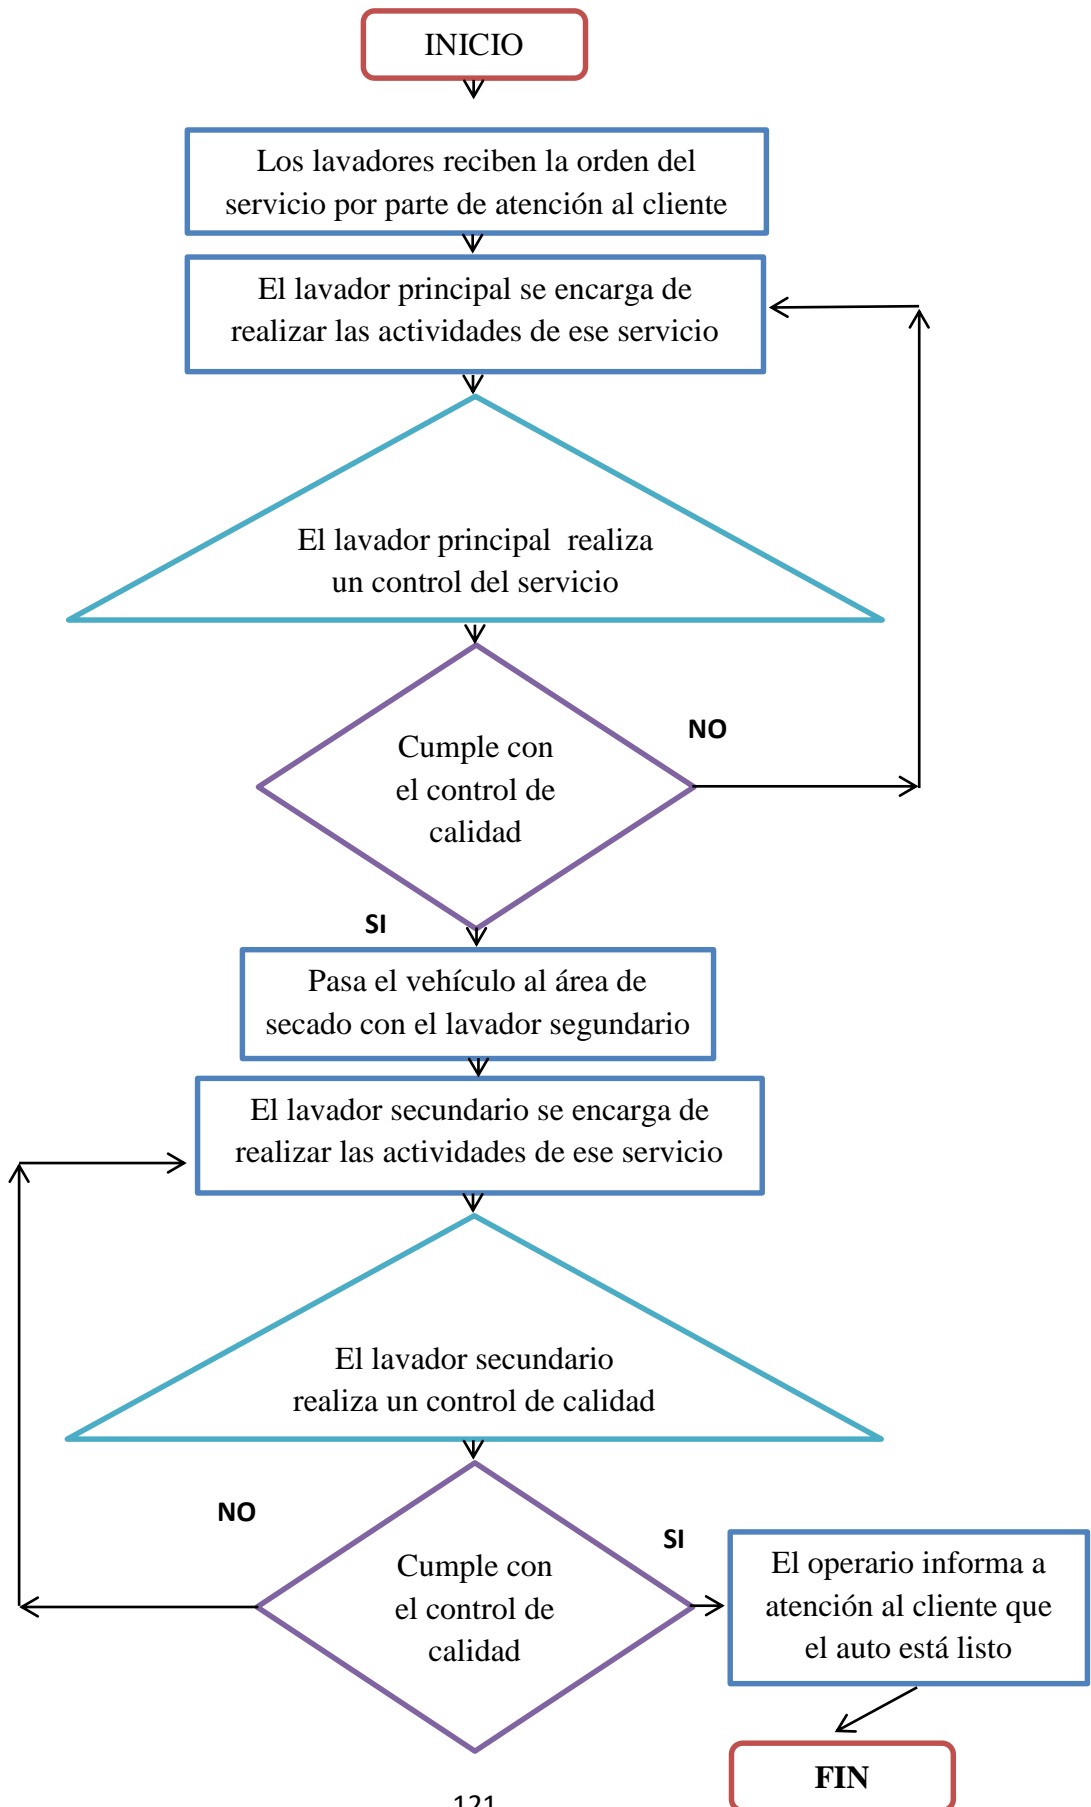 INICIO
Los lavadores reciben la orden del
servicio por parte de atención al cliente
El lavador principal se encarga de
realizar las actividades de ese servicio
El lavador principal realiza
un control del servicio
NO
Cumple con
el control de
calidad
SI
Pasa el vehículo al área de
secado con el lavador segundario
El lavador secundario se encarga de
realizar las actividades de ese servicio
El lavador secundario
realiza un control de calidad
NO
SI
Cumple con
el control de
calidad
El operario informa a
atención al cliente que
el auto está listo
FIN
121